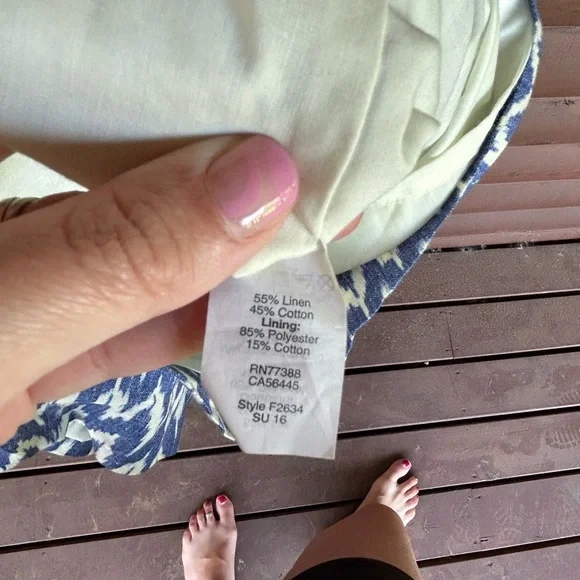 55% Linen
45% Cotton
Lining:
85% Polyester
15% Cotton
RN77388
CA56445
Style F2634
SU 16